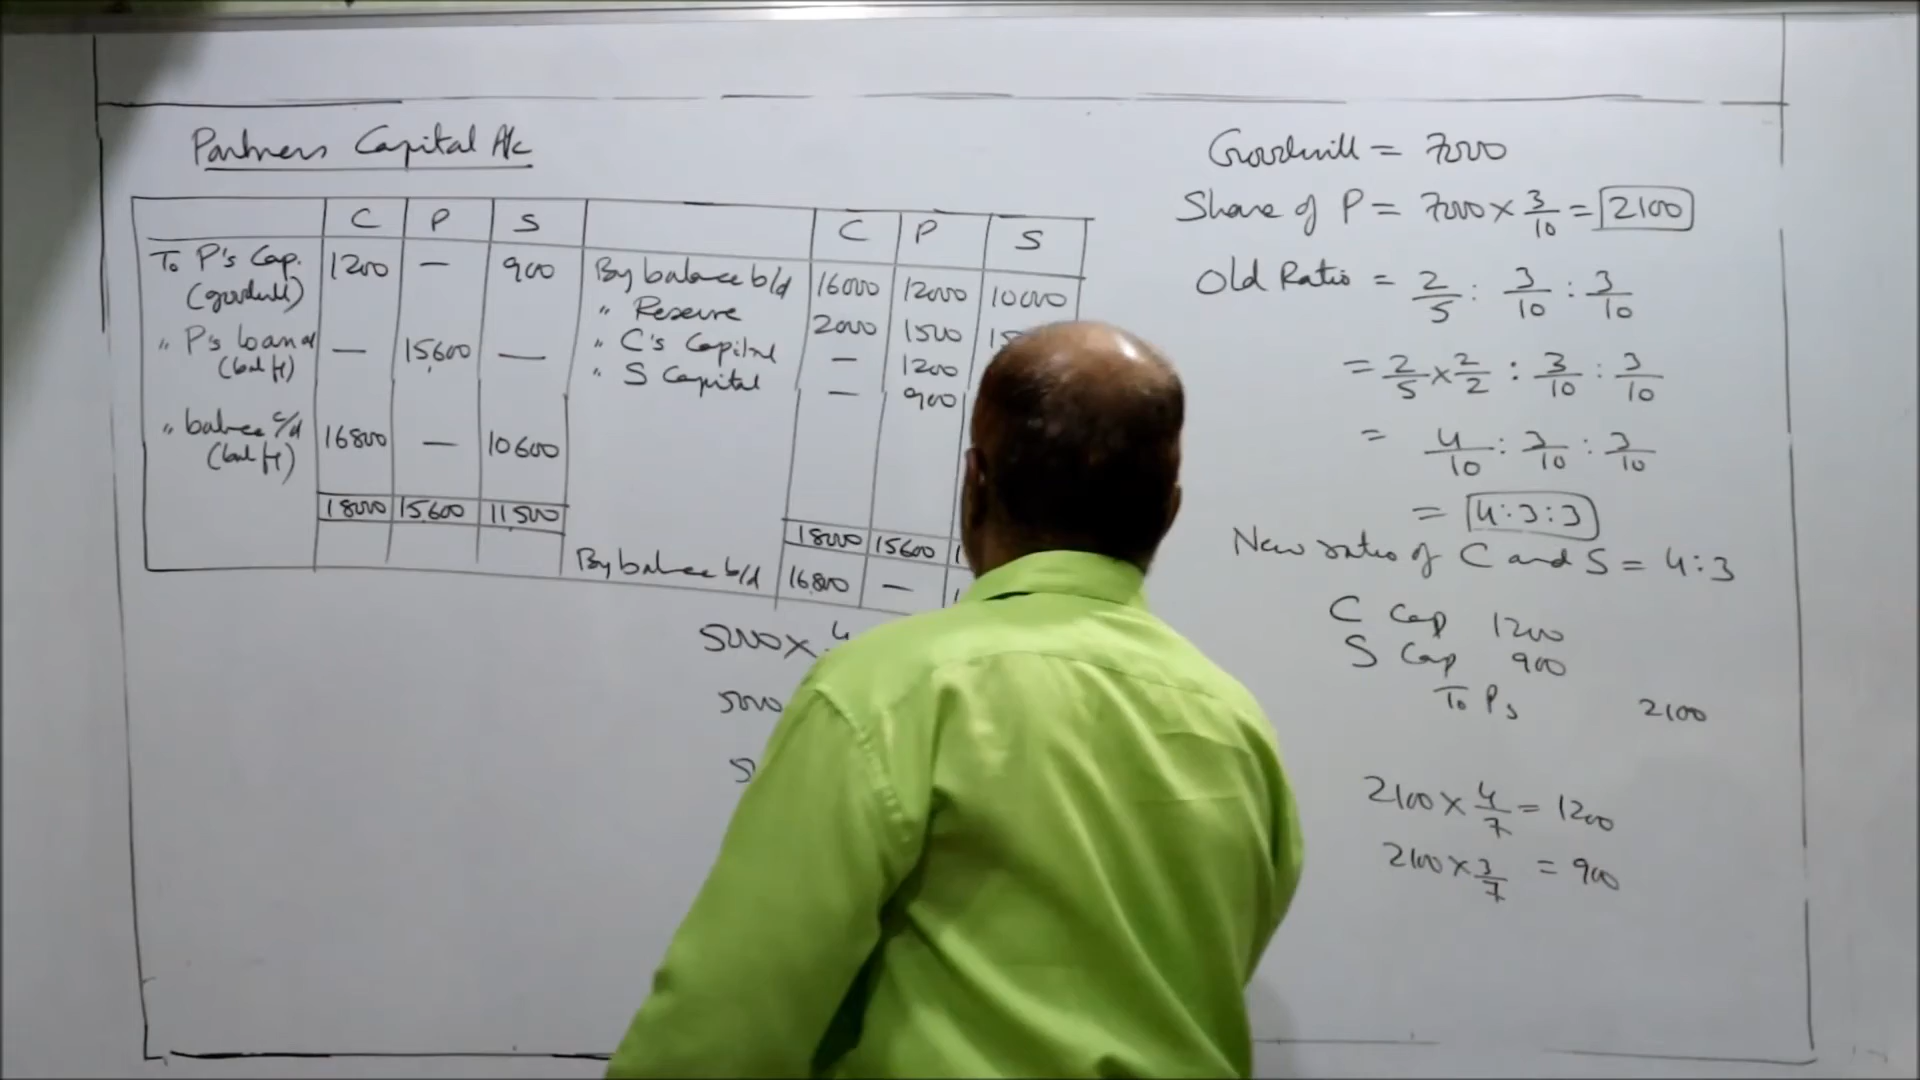 Partners Capital A/c
C P S C P S
To P's Cap. 1200 — 900 By balance b/d 16000 12000 10000
(goodwill) " Reserve 2000 1500
" P's loan a — 15600 — " C's Capital — 1200
(bal f) " S Capital — 900
" balance c/d 16800 — 10600
(bal f)
18000 15600 11500 18000 15600
By balance b/d 16800 —
5000 × 4
5000
Goodwill = 7000
Share of P = 7000 × 3/10 = 2100
Old Ratio = 2/5 : 3/10 : 3/10
= 2/5 × 2/2 : 3/10 : 3/10
= 4/10 : 3/10 : 3/10
= 4:3:3
New ratio of C and S = 4:3
C Cap 1200
S Cap 900
To Ps 2100
2100 × 4/7 = 1200
2100 × 3/7 = 900